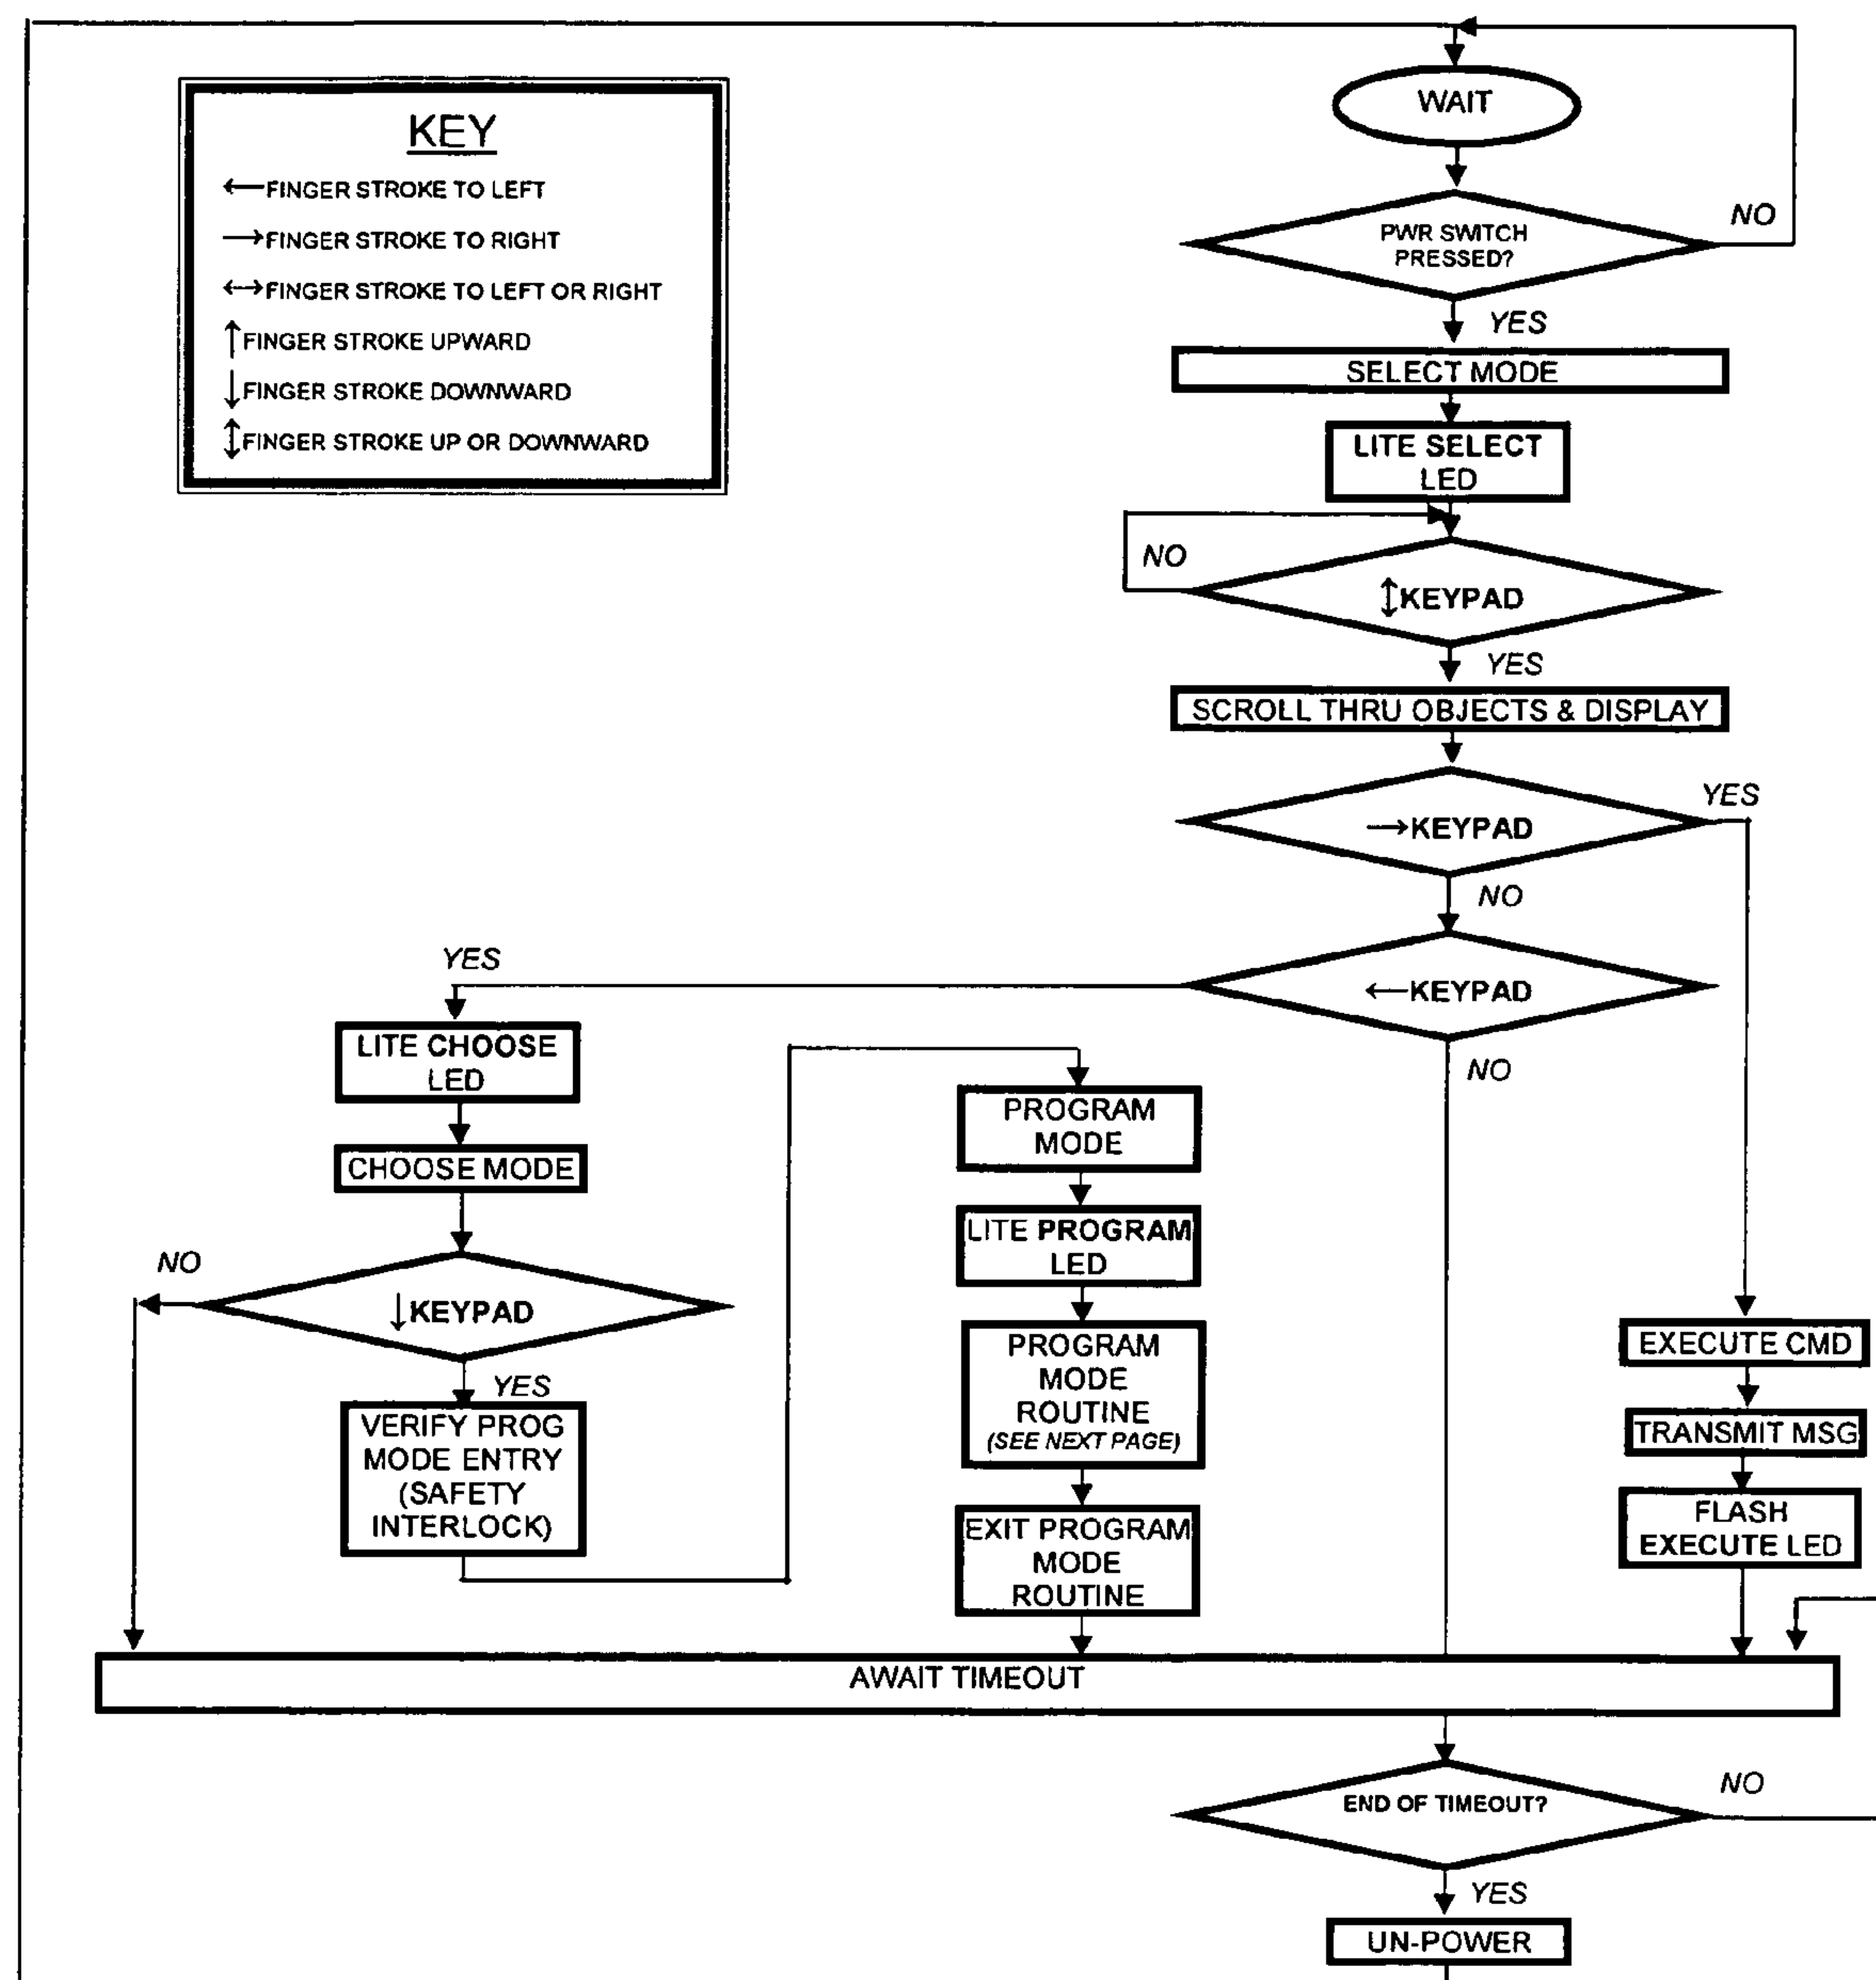 KEY
←FINGER STROKE TO LEFT
→FINGER STROKE TO RIGHT
↔FINGER STROKE TO LEFT OR RIGHT
↑FINGER STROKE UPWARD
↓FINGER STROKE DOWNWARD
↕FINGER STROKE UP OR DOWNWARD
WAIT
PWR SWITCH
PRESSED?
NO
YES
SELECT MODE
LITE SELECT
LED
NO
↕KEYPAD
YES
SCROLL THRU OBJECTS & DISPLAY
→KEYPAD
YES
NO
←KEYPAD
YES
NO
LITE CHOOSE
LED
CHOOSE MODE
NO
↓KEYPAD
YES
VERIFY PROG
MODE ENTRY
(SAFETY
INTERLOCK)
PROGRAM
MODE
LITE PROGRAM
LED
PROGRAM
MODE
ROUTINE
(SEE NEXT PAGE)
EXIT PROGRAM
MODE
ROUTINE
EXECUTE CMD
TRANSMIT MSG
FLASH
EXECUTE LED
AWAIT TIMEOUT
END OF TIMEOUT?
NO
YES
UN-POWER